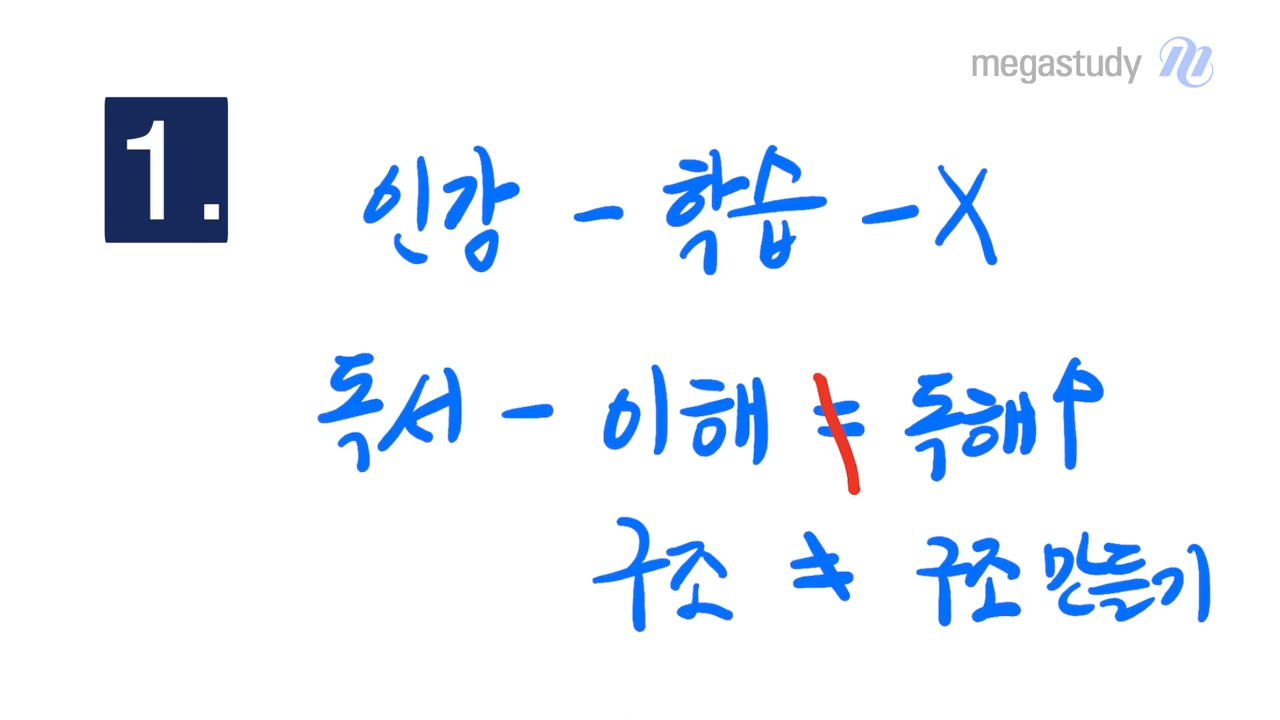 megastudy
1.
인강 - 학습 - X
독서 - 이해 ≠ 독해↑
구조 ≠ 구조 만들기